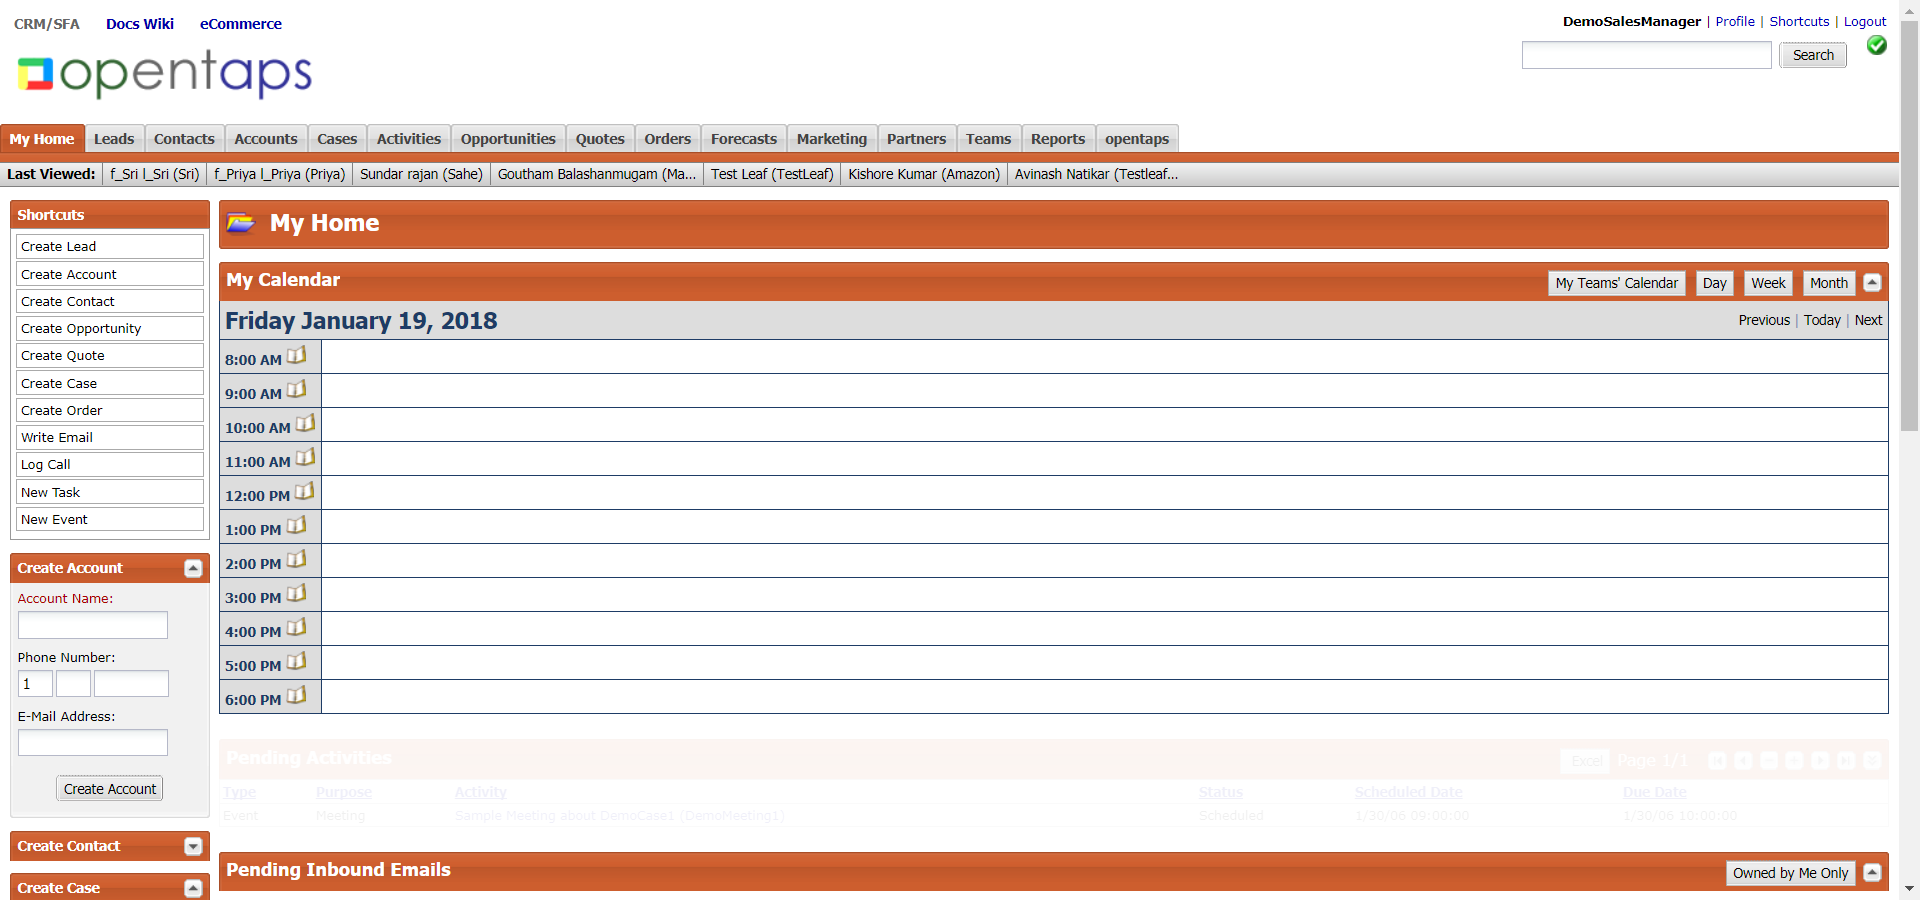 CRM/SFA Docs Wiki eCommerce
DemoSalesManager | Profile | Shortcuts | Logout
opentaps
Search
My Home Leads Contacts Accounts Cases Activities Opportunities Quotes Orders Forecasts Marketing Partners Teams Reports opentaps
Last Viewed: f_Sri l_Sri (Sri) f_Priya l_Priya (Priya) Sundar rajan (Sahe) Goutham Balashanmugam (Ma... Test Leaf (TestLeaf) Kishore Kumar (Amazon) Avinash Natikar (Testleaf...
Shortcuts
Create Lead
Create Account
Create Contact
Create Opportunity
Create Quote
Create Case
Create Order
Write Email
Log Call
New Task
New Event
Create Account
Account Name:
Phone Number:
1
E-Mail Address:
Create Account
Create Contact
Create Case
My Home
My Calendar
My Teams' Calendar Day Week Month
Friday January 19, 2018
Previous | Today | Next
8:00 AM
9:00 AM
10:00 AM
11:00 AM
12:00 PM
1:00 PM
2:00 PM
3:00 PM
4:00 PM
5:00 PM
6:00 PM
Pending Activities
Excel Page 1/1
Type Purpose Activity Status Scheduled Date Due Date
Event Meeting Sample Meeting about DemoCase1 (DemoMeeting1) Scheduled 1/30/06 09:00:00 1/30/06 10:00:00
Pending Inbound Emails
Owned by Me Only